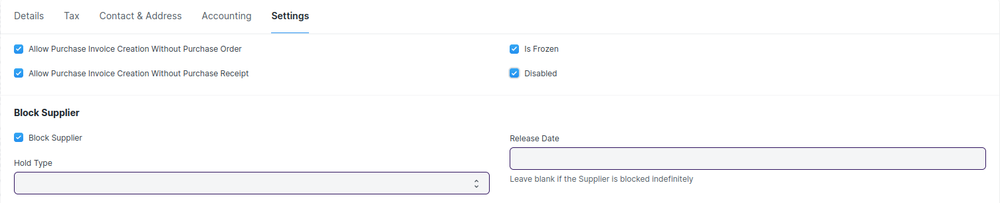 Details Tax Contact & Address Accounting Settings
Allow Purchase Invoice Creation Without Purchase Order
Is Frozen
Allow Purchase Invoice Creation Without Purchase Receipt
Disabled
Block Supplier
Block Supplier
Release Date
Hold Type
Leave blank if the Supplier is blocked indefinitely